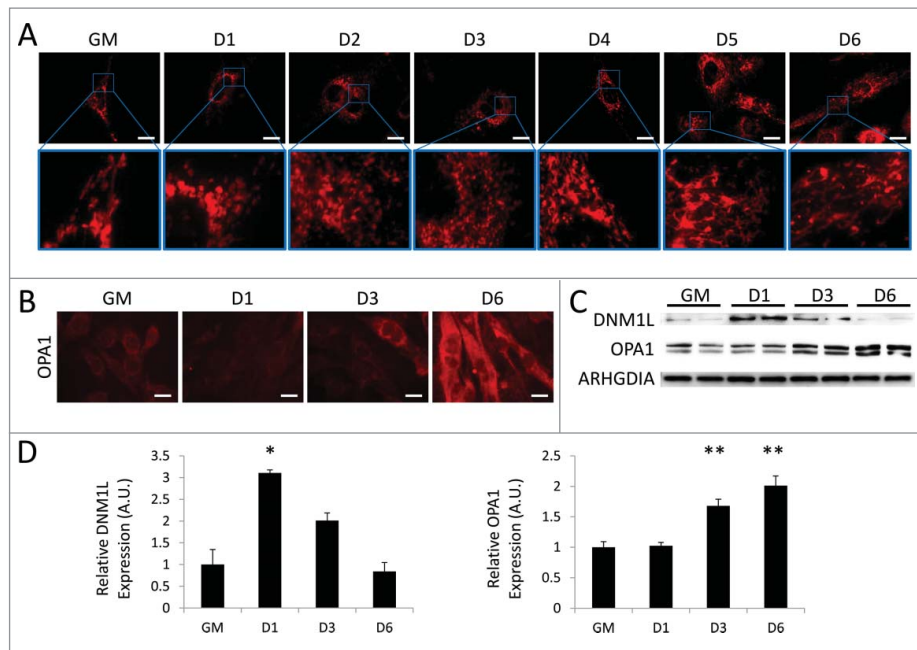 A
GM D1 D2 D3 D4 D5 D6
B
GM D1 D3 D6
OPA1
C
GM D1 D3 D6
DNM1L
OPA1
ARHGDIA
D
Relative DNM1L
Expression (A.U.)
3.5
3
2.5
2
1.5
1
0.5
0
*
GM D1 D3 D6
Relative OPA1
Expression (A.U.)
2.5
2
1.5
1
0.5
0
** **
GM D1 D3 D6